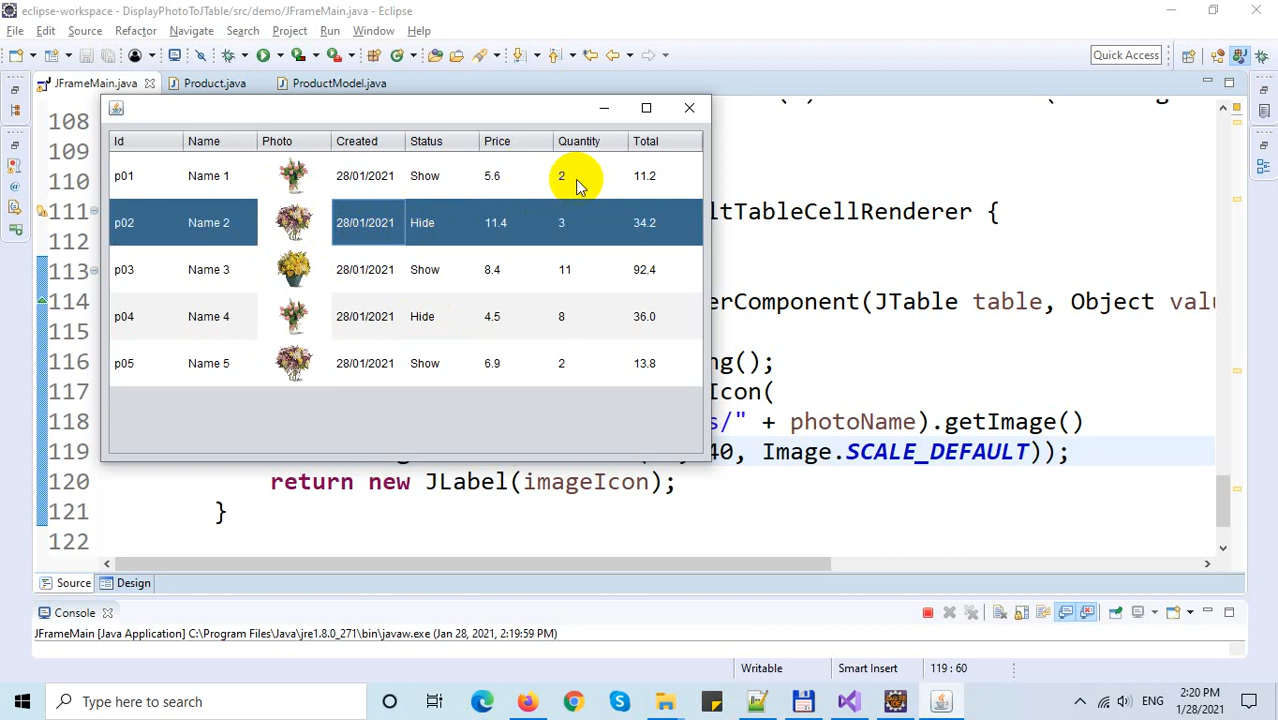 eclipse-workspace - DisplayPhotoToJTable/src/demo/JFrameMain.java - Eclipse
File Edit Source Refactor Navigate Search Project Run Window Help
Quick Access
JFrameMain.java Product.java ProductModel.java
108
109
110
111 ltTableCellRenderer {
112
113
114 erComponent(JTable table, Object valu
115
116 ng();
117 Icon(
118 s/" + photoName).getImage()
119 40, Image.SCALE_DEFAULT));
120 return new JLabel(imageIcon);
121 }
122
Id Name Photo Created Status Price Quantity Total
p01 Name 1 28/01/2021 Show 5.6 2 11.2
p02 Name 2 28/01/2021 Hide 11.4 3 34.2
p03 Name 3 28/01/2021 Show 8.4 11 92.4
p04 Name 4 28/01/2021 Hide 4.5 8 36.0
p05 Name 5 28/01/2021 Show 6.9 2 13.8
Source Design
Console
JFrameMain [Java Application] C:\Program Files\Java\jre1.8.0_271\bin\javaw.exe (Jan 28, 2021, 2:19:59 PM)
Writable Smart Insert 119 : 60
Type here to search
ENG
2:20 PM
1/28/2021